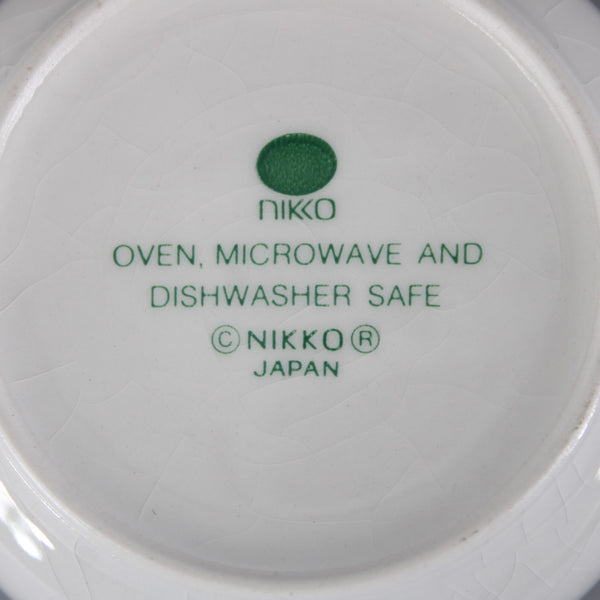 nikko
OVEN, MICROWAVE AND
DISHWASHER SAFE
© NIKKO ®
JAPAN